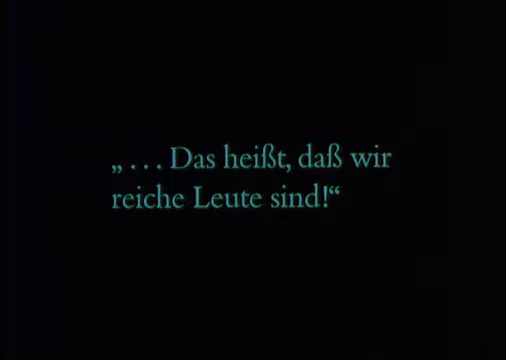 „ ... Das heißt, daß wir
reiche Leute sind!“